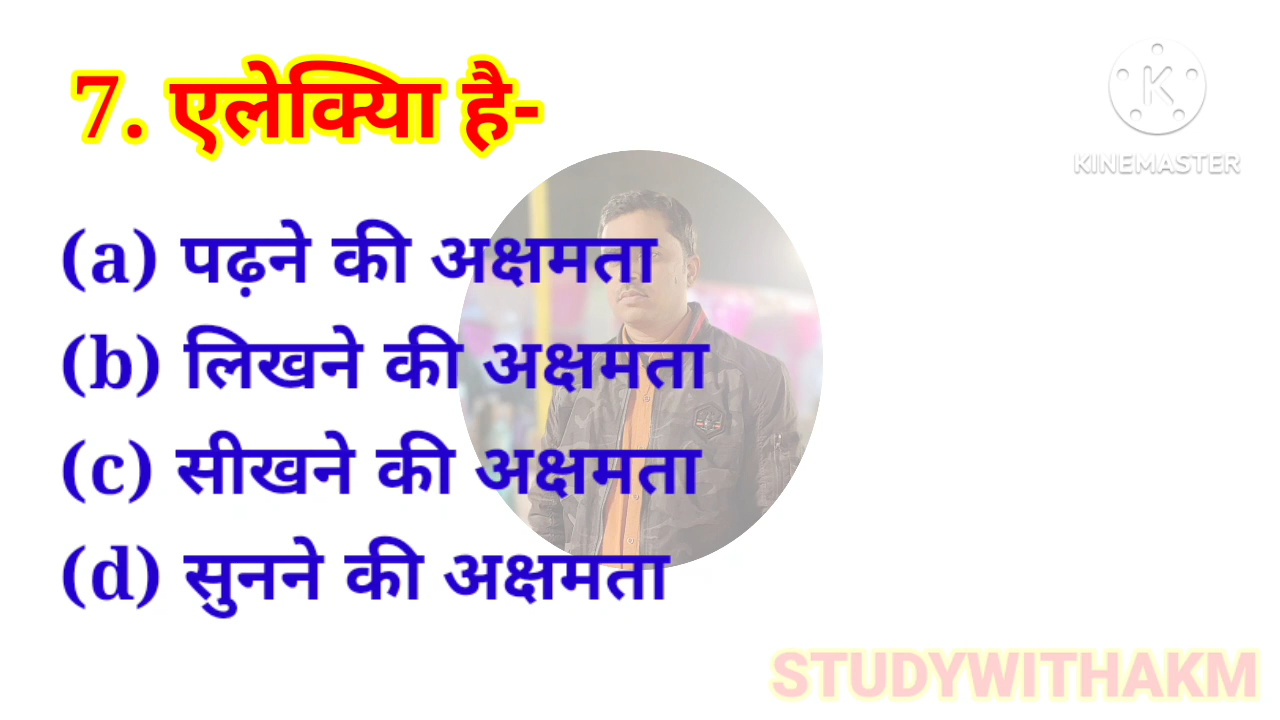 7. एलेक्यिा है-
KINEMASTER
(a) पढ़ने की अक्षमता
(b) लिखने की अक्षमता
(c) सीखने की अक्षमता
(d) सुनने की अक्षमता
STUDYWITHAKM